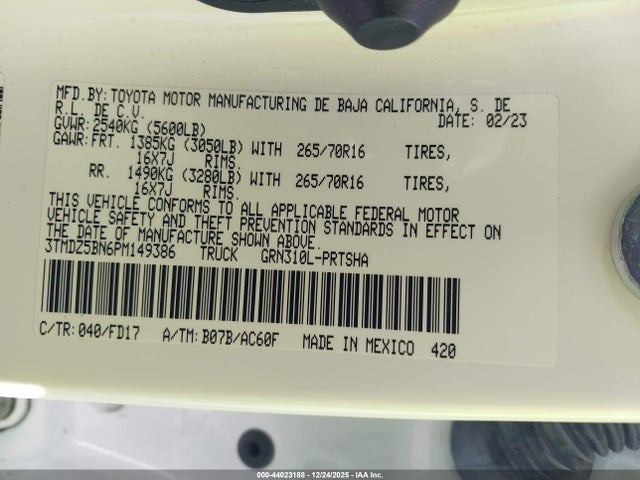 MFD.BY:TOYOTA MOTOR MANUFACTURING DE BAJA CALIFORNIA, S. DE
R.L. DE C.V. DATE: 02/23
GVWR:2540KG (5600LB)
GAWR:FRT. 1385KG (3050LB) WITH 265/70R16 TIRES,
16X7J RIMS.
RR. 1490KG (3280LB) WITH 265/70R16 TIRES,
16X7J RIMS.
THIS VEHICLE CONFORMS TO ALL APPLICABLE FEDERAL MOTOR
VEHICLE SAFETY AND THEFT PREVENTION STANDARDS IN EFFECT ON
THE DATE OF MANUFACTURE SHOWN ABOVE.
3TMDZ5BN6PM149386 TRUCK GRN310L-PRTSHA
C/TR:040/FD17 A/TM:B07B/AC60F MADE IN MEXICO 420
000-44023188 - 12/24/2025 - IAA Inc.